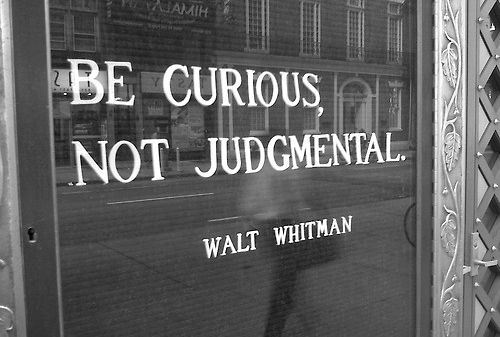 BE CURIOUS,
NOT JUDGMENTAL.
WALT WHITMAN